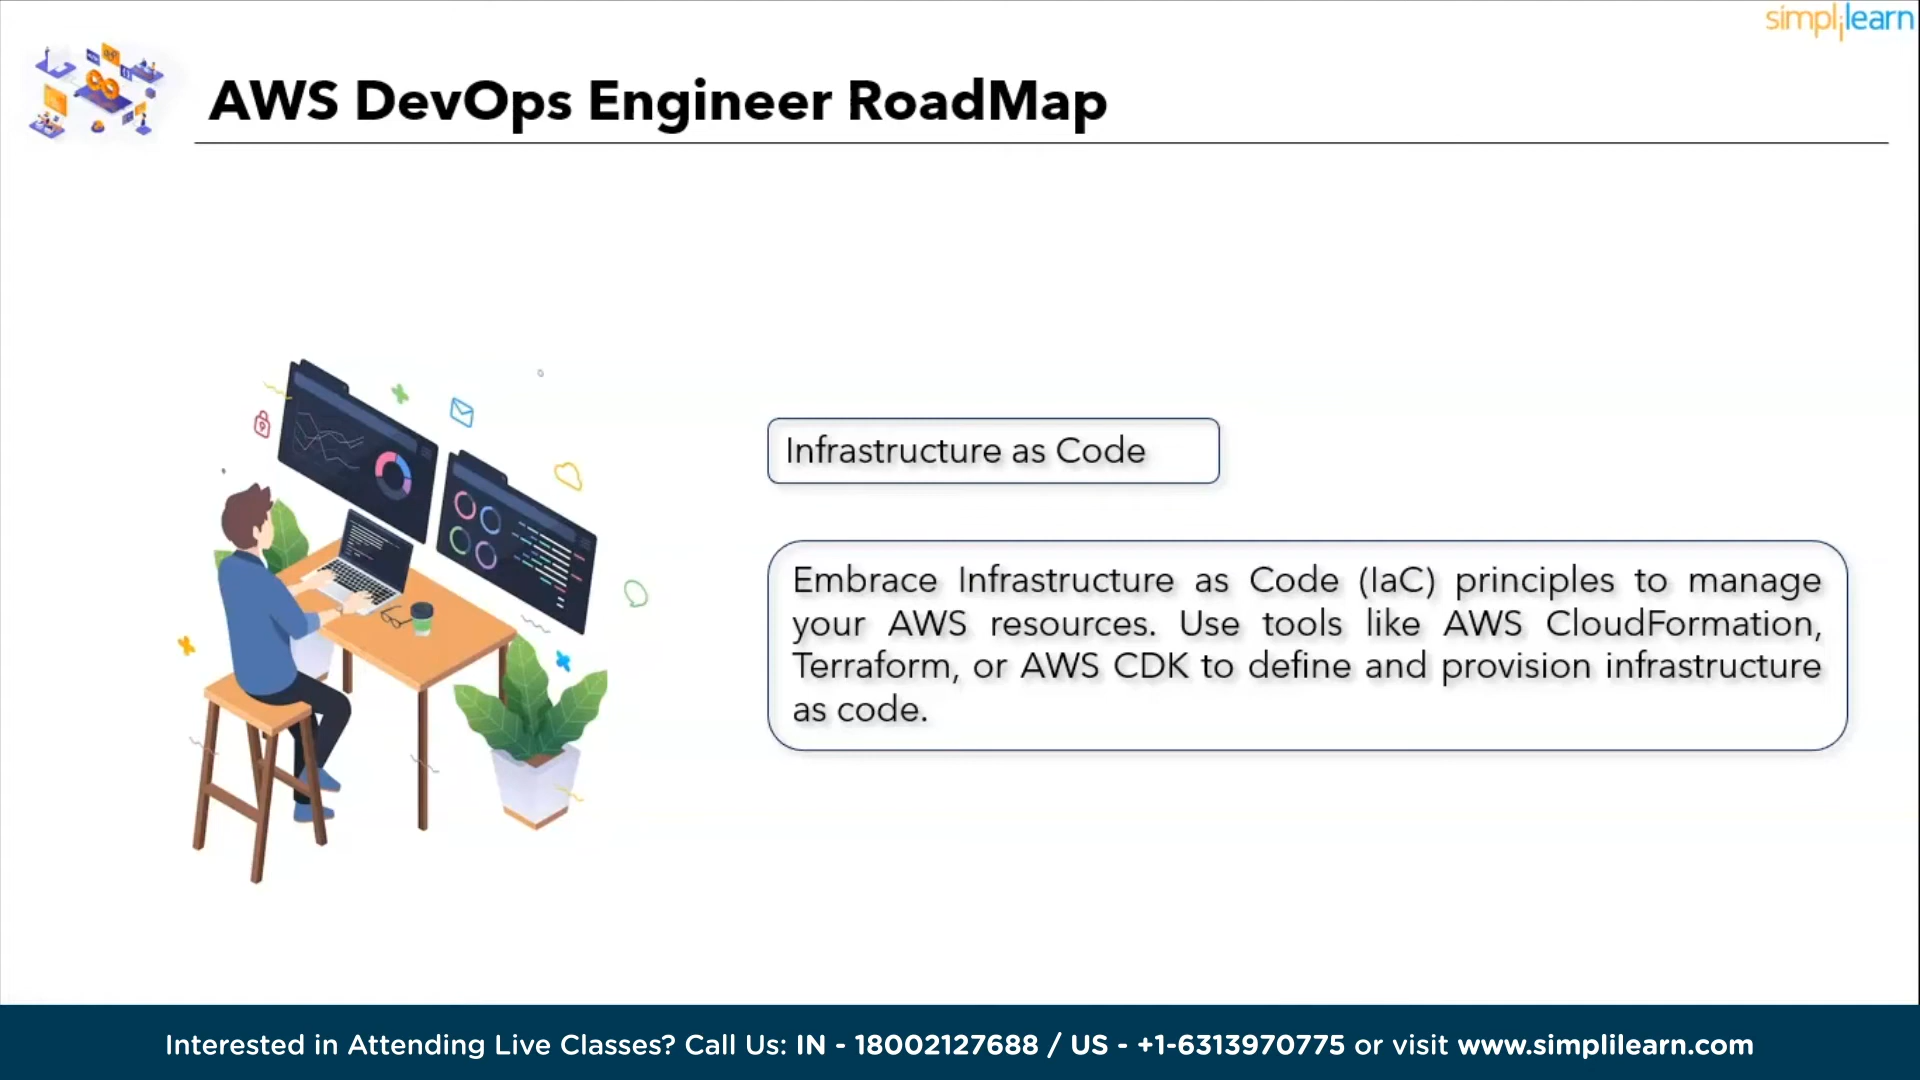 simplilearn
AWS DevOps Engineer RoadMap
Infrastructure as Code
Embrace Infrastructure as Code (IaC) principles to manage
your AWS resources. Use tools like AWS CloudFormation,
Terraform, or AWS CDK to define and provision infrastructure
as code.
Interested in Attending Live Classes? Call Us: IN - 18002127688 / US - +1-6313970775 or visit www.simplilearn.com